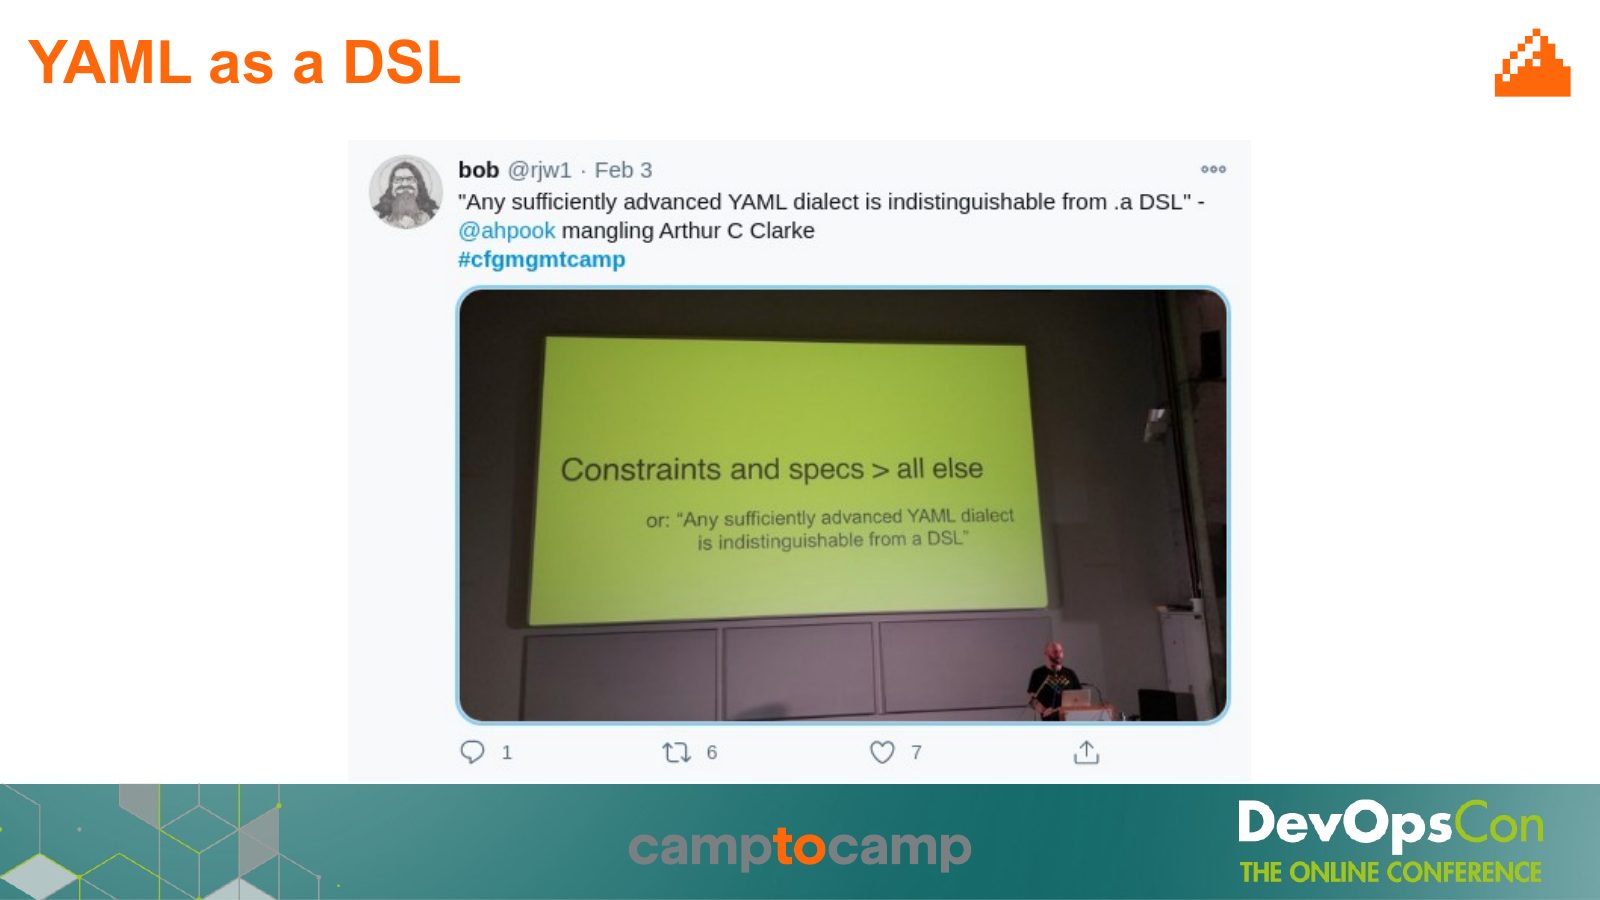 YAML as a DSL
bob @rjw1 · Feb 3
"Any sufficiently advanced YAML dialect is indistinguishable from .a DSL" -
@ahpook mangling Arthur C Clarke
#cfgmgmtcamp
Constraints and specs > all else
or: “Any sufficiently advanced YAML dialect
is indistinguishable from a DSL”
1 6 7
camptocamp
DevOpsCon
THE ONLINE CONFERENCE